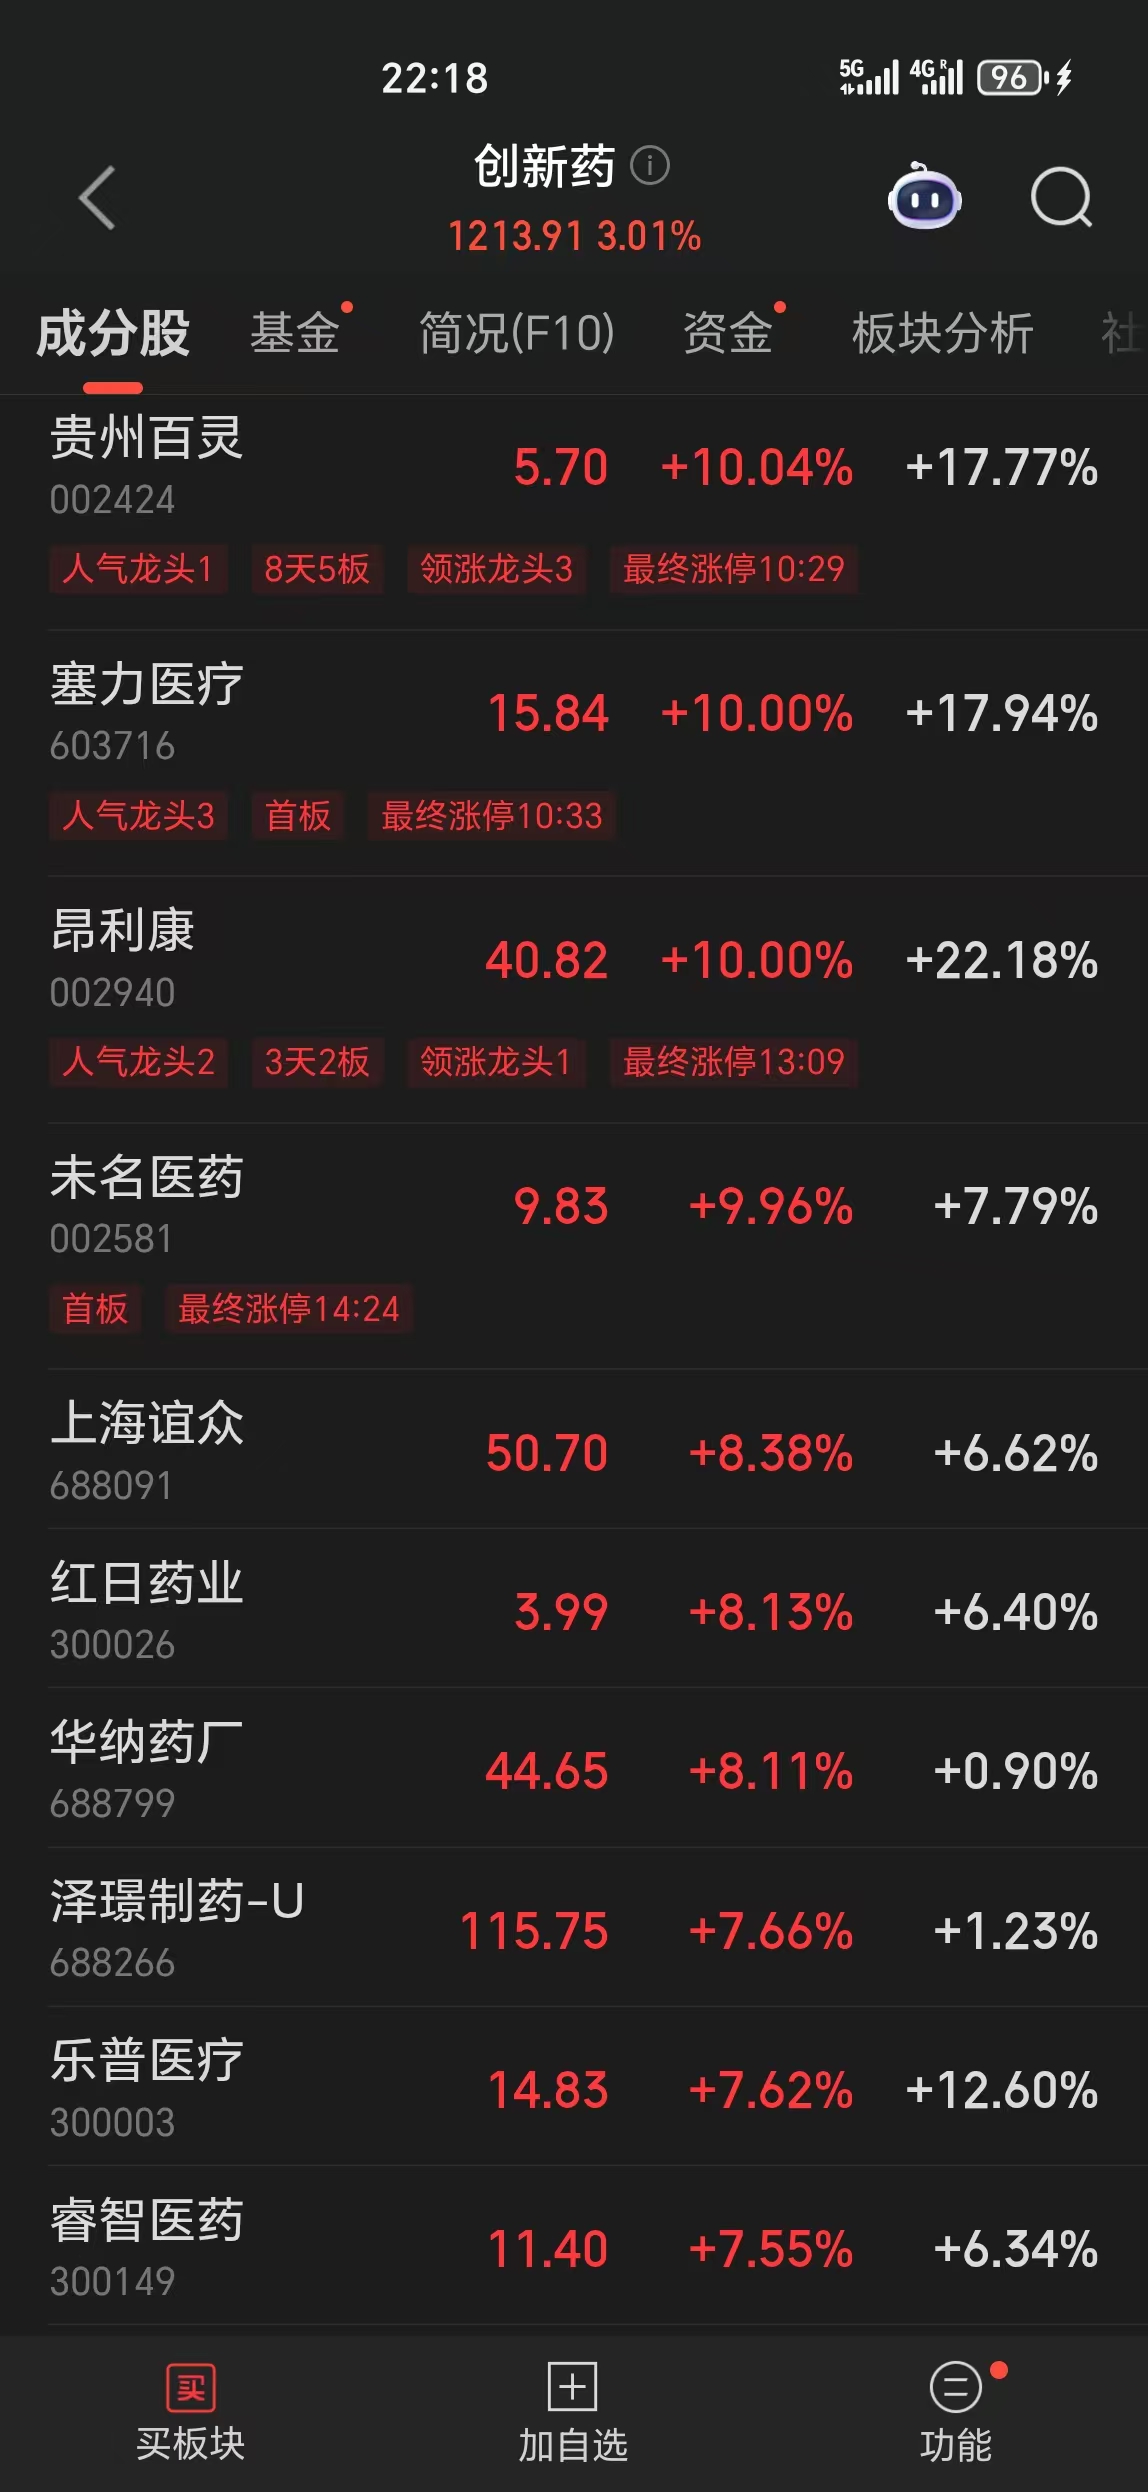 22:18 5G 4G R 96
创新药
1213.91 3.01%
成分股 基金 简况(F10) 资金 板块分析 社
贵州百灵
002424
5.70 +10.04% +17.77%
人气龙头1 8天5板 领涨龙头3 最终涨停10:29
塞力医疗
603716
15.84 +10.00% +17.94%
人气龙头3 首板 最终涨停10:33
昂利康
002940
40.82 +10.00% +22.18%
人气龙头2 3天2板 领涨龙头1 最终涨停13:09
未名医药
002581
9.83 +9.96% +7.79%
首板 最终涨停14:24
上海谊众
688091
50.70 +8.38% +6.62%
红日药业
300026
3.99 +8.13% +6.40%
华纳药厂
688799
44.65 +8.11% +0.90%
泽璟制药-U
688266
115.75 +7.66% +1.23%
乐普医疗
300003
14.83 +7.62% +12.60%
睿智医药
300149
11.40 +7.55% +6.34%
买
买板块 加自选 功能